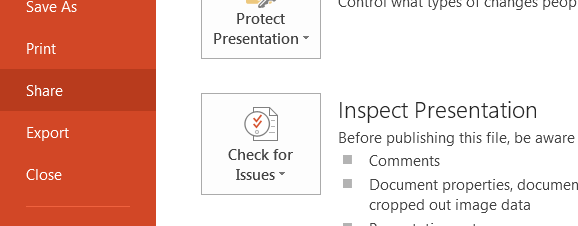 Save As
Print
Share
Export
Close
Protect
Presentation
Control what types of changes peop
Check for
Issues
Inspect Presentation
Before publishing this file, be aware
Comments
Document properties, documen
cropped out image data